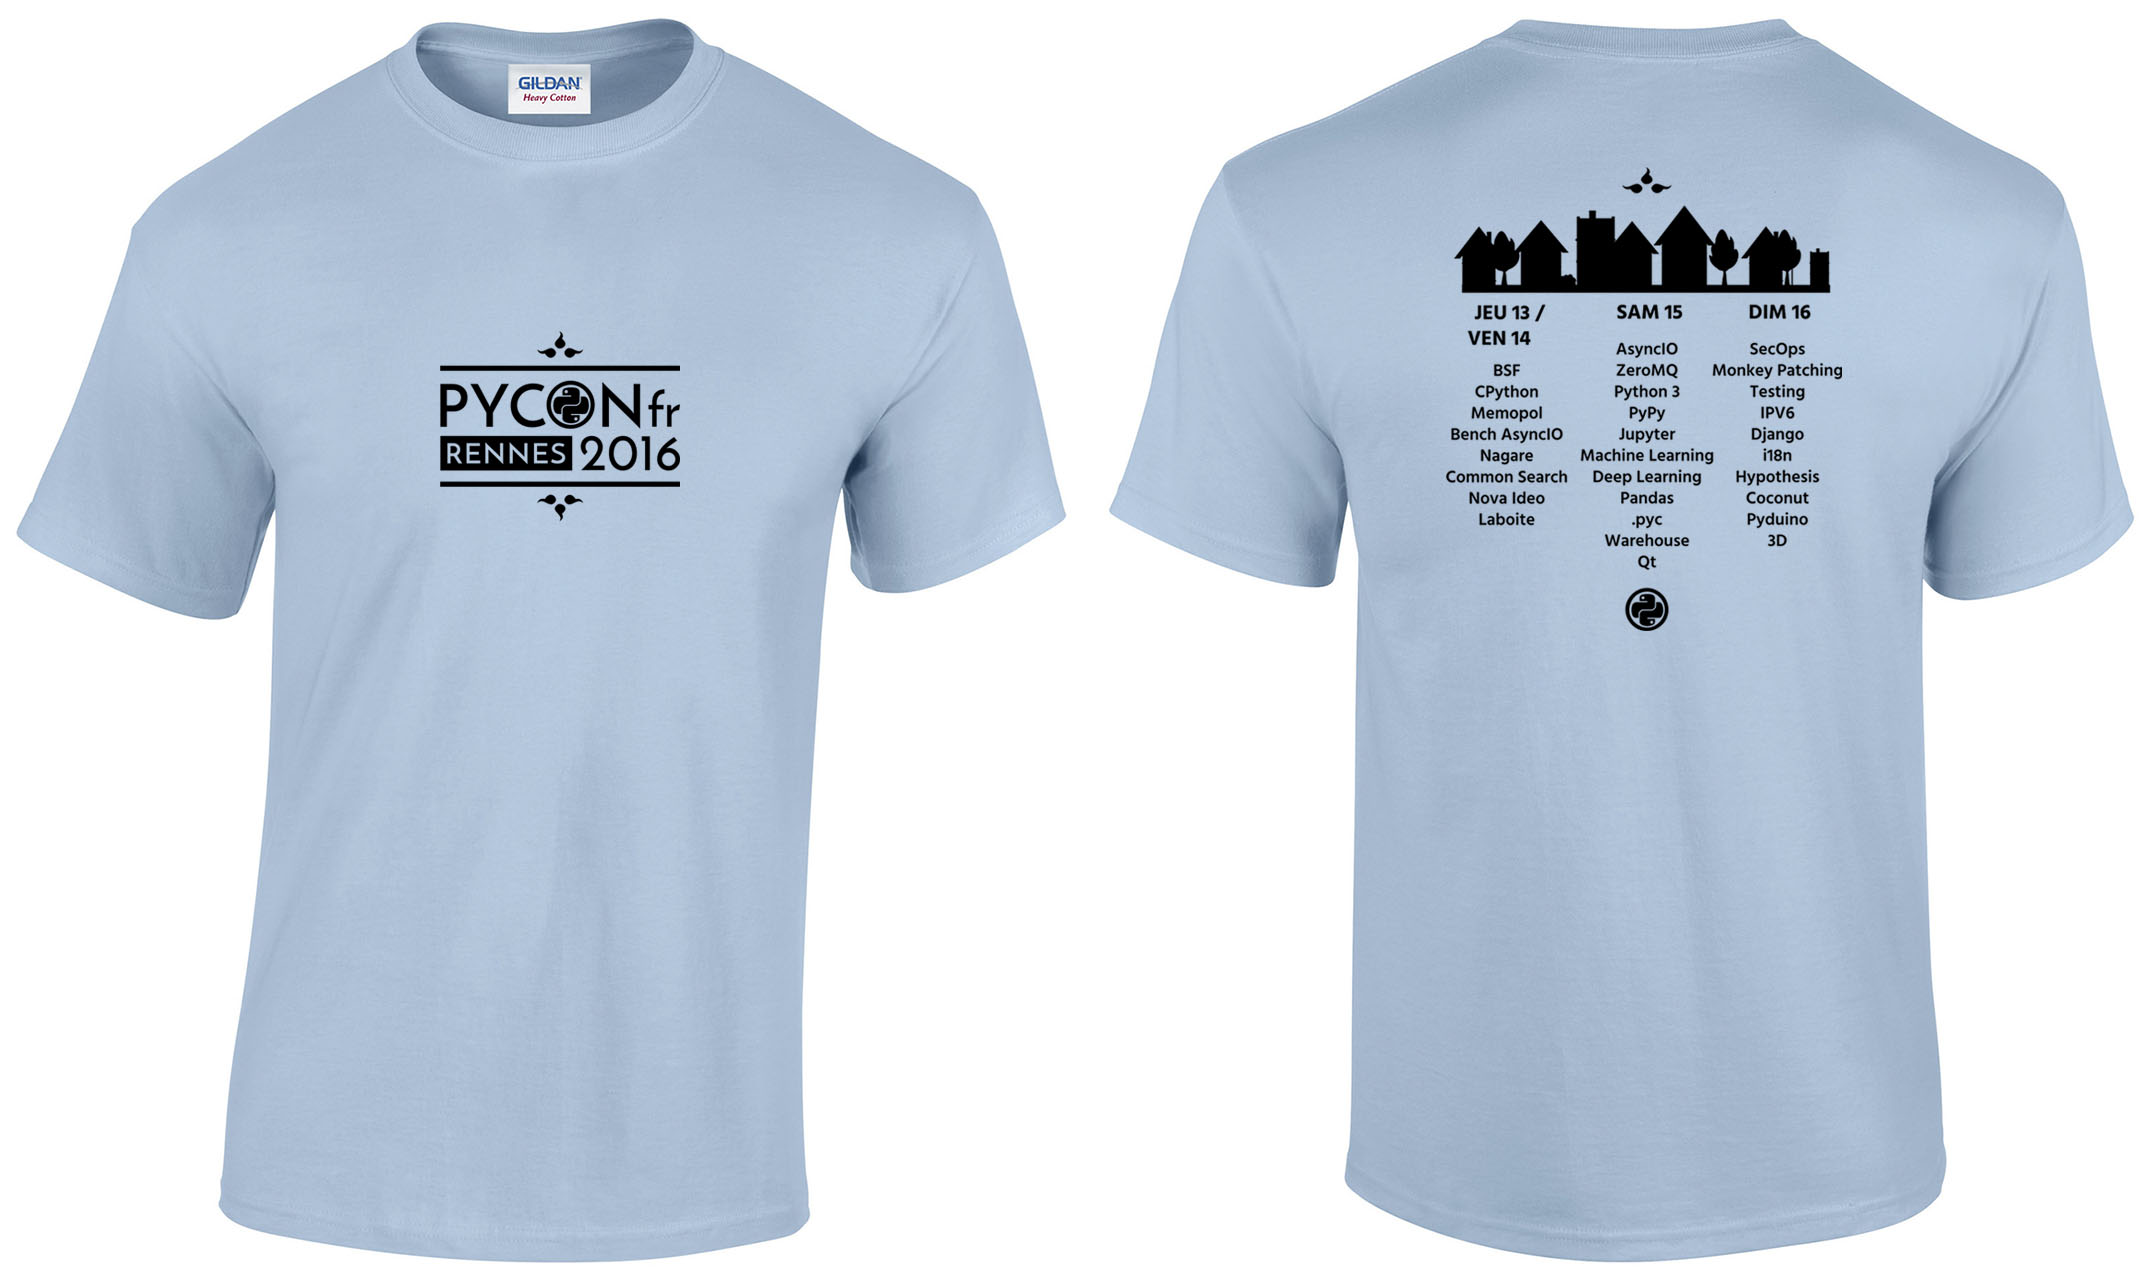 GILDAN
Heavy Cotton
PYCONfr
RENNES 2016
JEU 13 /
VEN 14
BSF
CPython
Memopol
Bench AsyncIO
Nagare
Common Search
Nova Ideo
Laboite
SAM 15
AsyncIO
ZeroMQ
Python 3
PyPy
Jupyter
Machine Learning
Deep Learning
Pandas
.pyc
Warehouse
Qt
DIM 16
SecOps
Monkey Patching
Testing
IPV6
Django
i18n
Hypothesis
Coconut
Pyduino
3D